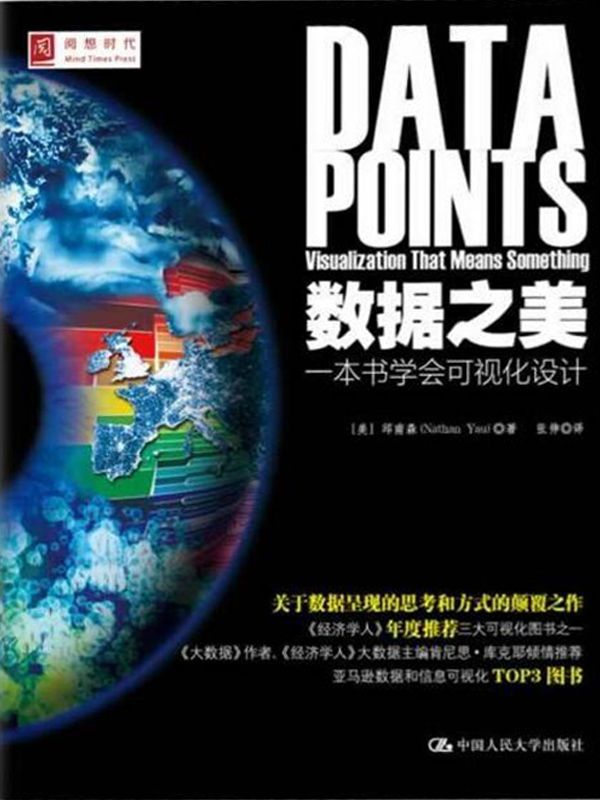 阅
阅想时代
Mind Times Press
DATA
POINTS
Visualization That Means Something
数据之美
一本书学会可视化设计
［美］邱南森(Nathan Yau)◎著 张伸◎译
关于数据呈现的思考和方式的颠覆之作
《经济学人》年度推荐三大可视化图书之一
《大数据》作者、《经济学人》大数据主编肯尼思·库克耶倾情推荐
亚马逊数据和信息可视化 TOP3 图书
中国人民大学出版社